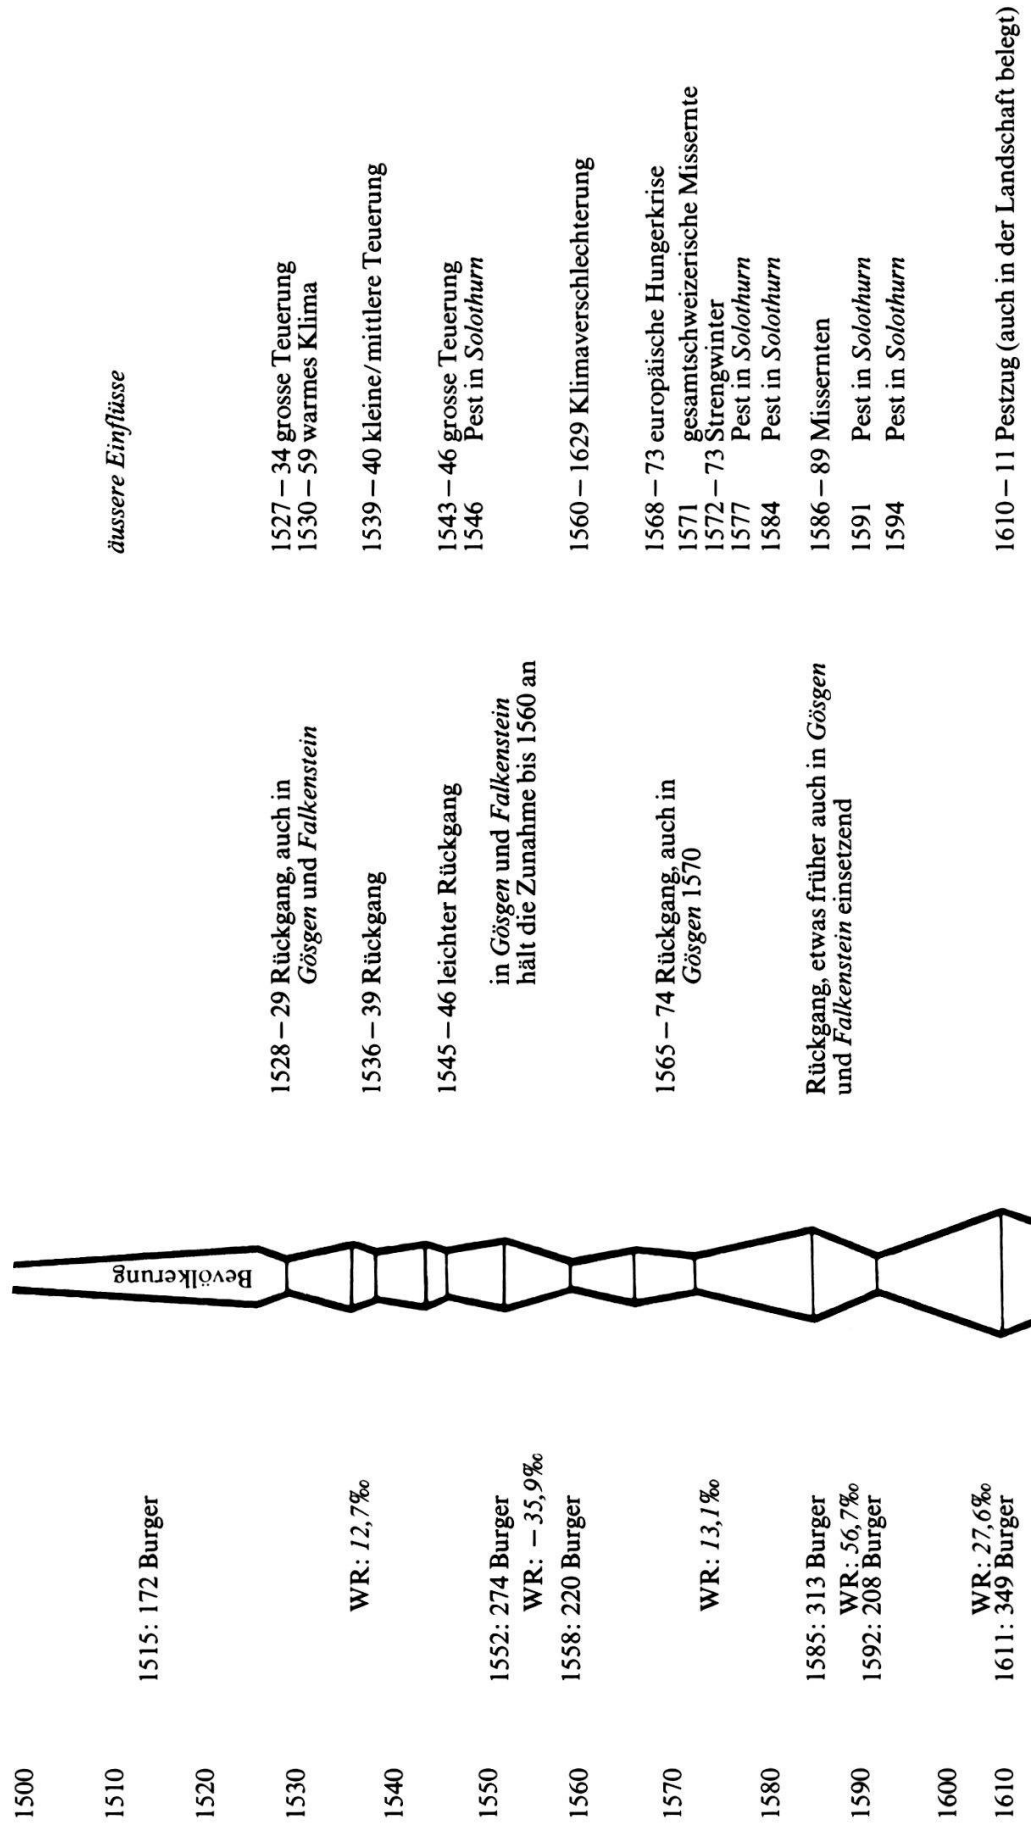 äussere Einflüsse
1500
1510
1515: 172 Burger
Bevölkerung
1520
1528 – 29 Rückgang, auch in
Gösgen und Falkenstein
1527 – 34 grosse Teuerung
1530 – 59 warmes Klima
1530
WR: 12,7‰
1536 – 39 Rückgang
1539 – 40 kleine/mittlere Teuerung
1540
1545 – 46 leichter Rückgang
1543 – 46 grosse Teuerung
1546 Pest in Solothurn
1550
1552: 274 Burger
WR: – 35,9‰
1558: 220 Burger
in Gösgen und Falkenstein
hält die Zunahme bis 1560 an
1560
1560 – 1629 Klimaverschlechterung
1565 – 74 Rückgang, auch in
Gösgen 1570
1568 – 73 europäische Hungerkrise
1570
1571 gesamtschweizerische Missernte
1572 – 73 Strengwinter
WR: 13,1‰
1577 Pest in Solothurn
1580
1584 Pest in Solothurn
1585: 313 Burger
WR: 56,7‰
1592: 208 Burger
Rückgang, etwas früher auch in Gösgen
und Falkenstein einsetzend
1586 – 89 Missernten
1590
1591 Pest in Solothurn
1594 Pest in Solothurn
1600
WR: 27,6‰
1610
1611: 349 Burger
1610 – 11 Pestzug (auch in der Landschaft belegt)